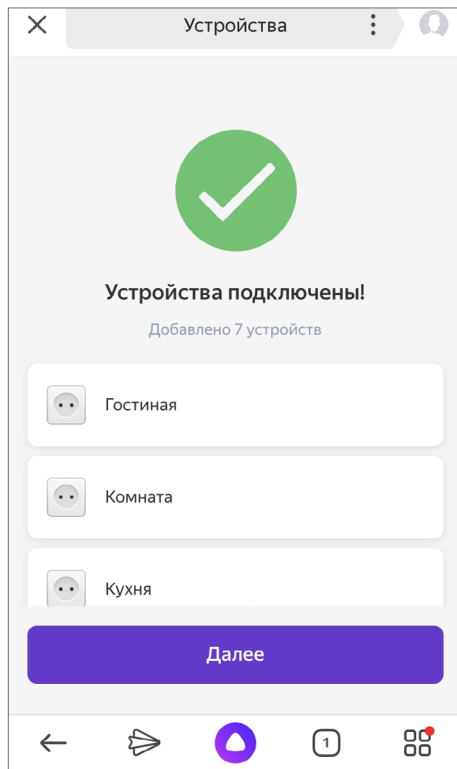 Устройства
Устройства подключены!
Добавлено 7 устройств
Гостиная
Комната
Кухня
Далее
1